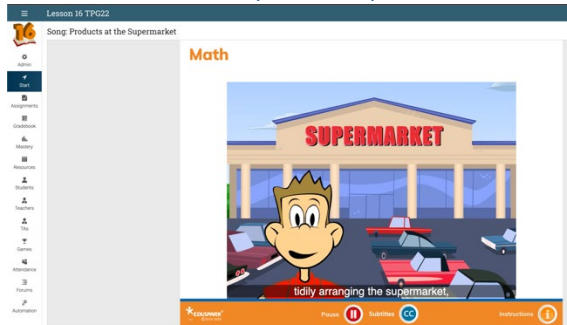 Lesson 16 TPG22
16
Song: Products at the Supermarket
Math
Admin
Start
Assignments
Gradebook
Mastery
Resources
Students
Teachers
TAs
Games
Attendance
Forums
Automation
SUPERMARKET
tidily arranging the supermarket,
EDUSPARK
Pause
Subtitles CC
Instructions i